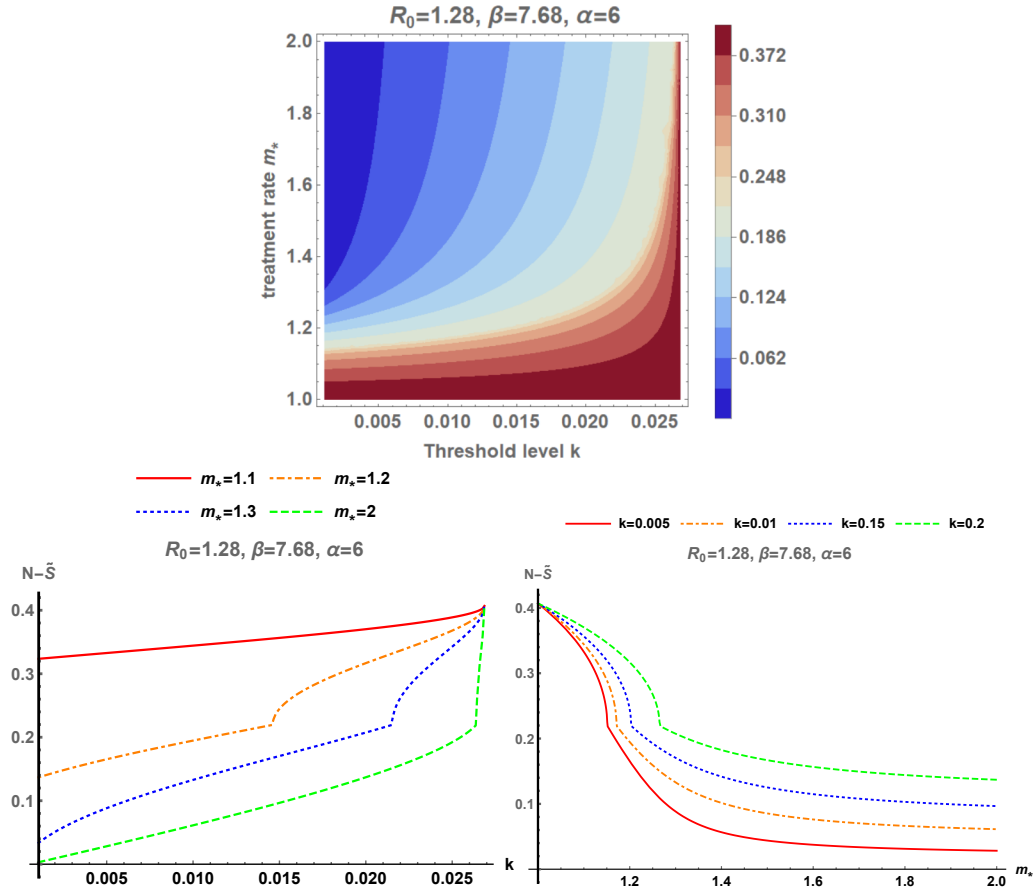 R₀=1.28, β=7.68, α=6
2.0
1.8
1.6
1.4
1.2
1.0
treatment rate m*
0.005 0.010 0.015 0.020 0.025
Threshold level k
0.372
0.310
0.248
0.186
0.124
0.062
m*=1.1 m*=1.2
m*=1.3 m*=2
R₀=1.28, β=7.68, α=6
N-S̃
0.4
0.3
0.2
0.1
0.005 0.010 0.015 0.020 0.025 k
k=0.005 k=0.01 k=0.15 k=0.2
R₀=1.28, β=7.68, α=6
N-S̃
0.4
0.3
0.2
0.1
1.2 1.4 1.6 1.8 2.0 m*